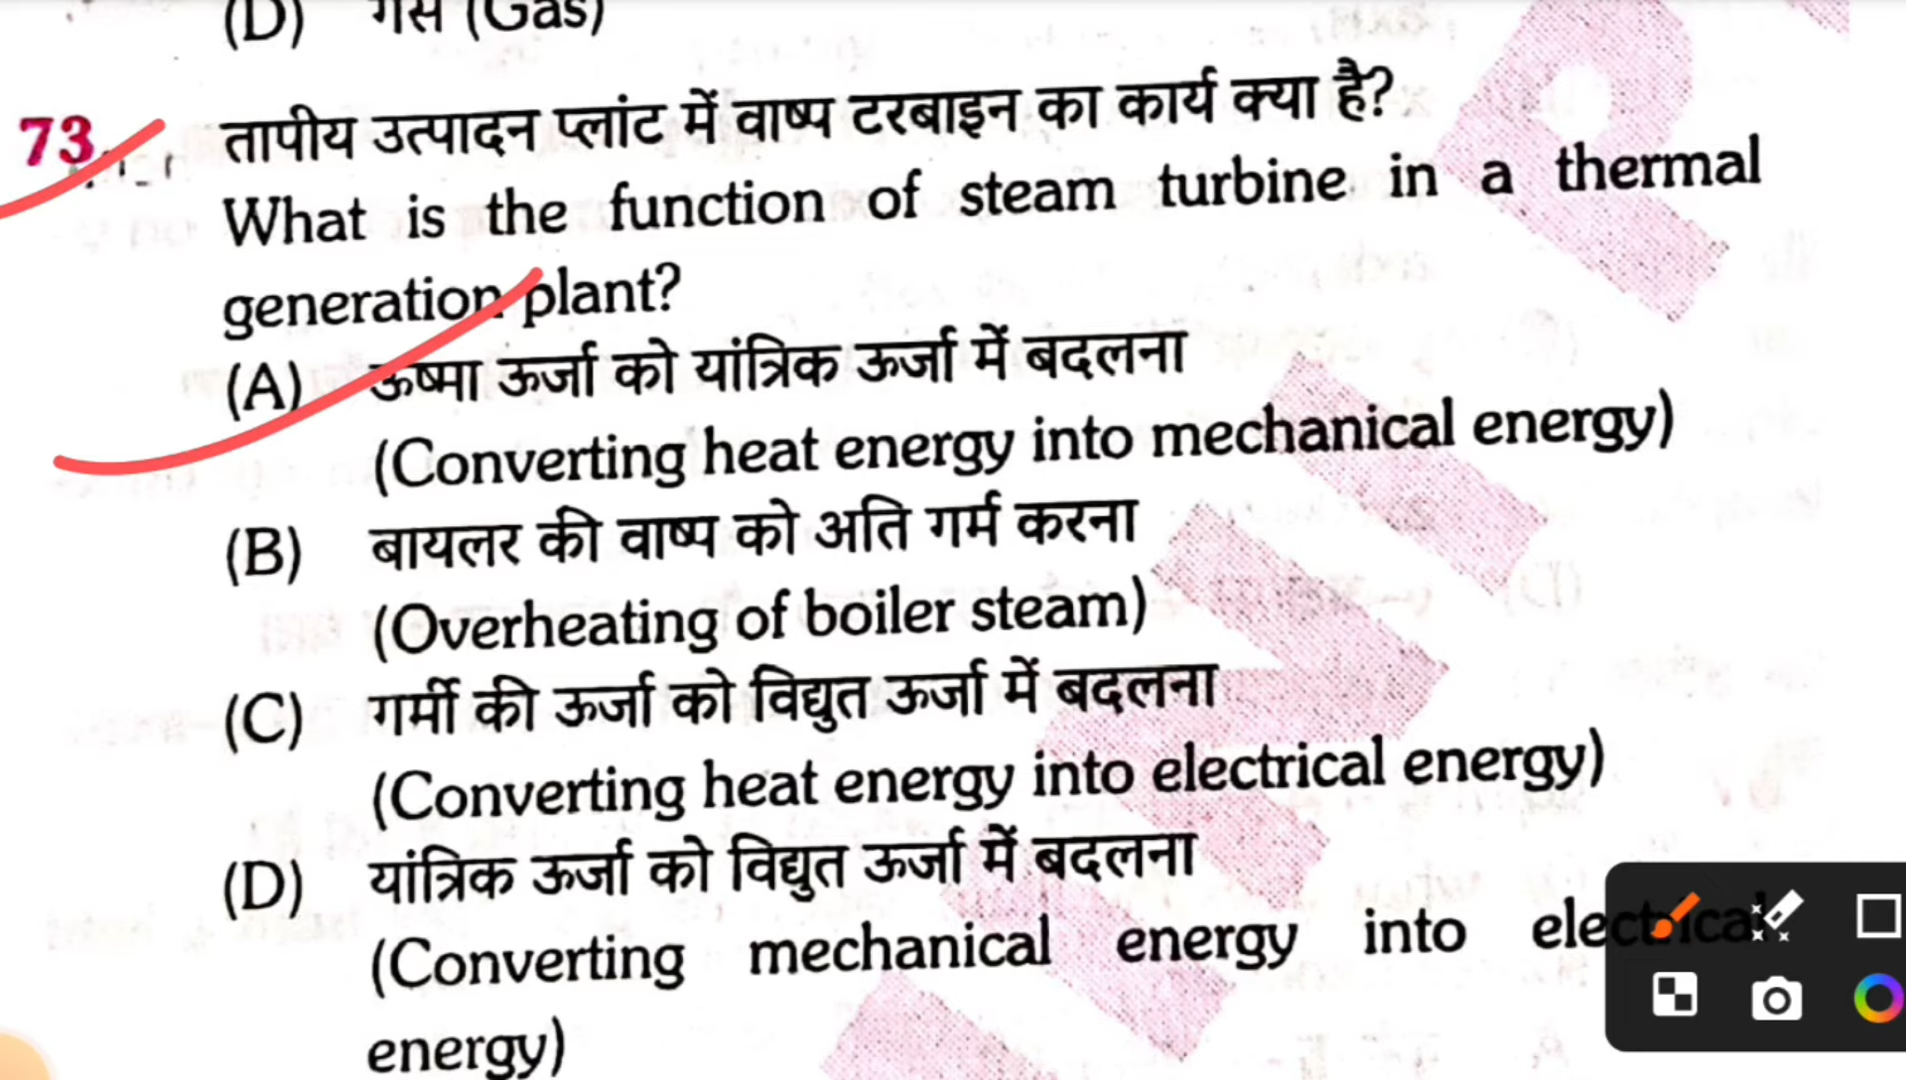 (D) गैस (Gas)
73. तापीय उत्पादन प्लांट में वाष्प टरबाइन का कार्य क्या है?
What is the function of steam turbine in a thermal
generation plant?
(A) ऊष्मा ऊर्जा को यांत्रिक ऊर्जा में बदलना
(Converting heat energy into mechanical energy)
(B) बायलर की वाष्प को अति गर्म करना
(Overheating of boiler steam)
(C) गर्मी की ऊर्जा को विद्युत ऊर्जा में बदलना
(Converting heat energy into electrical energy)
(D) यांत्रिक ऊर्जा को विद्युत ऊर्जा में बदलना
(Converting mechanical energy into electrical
energy)